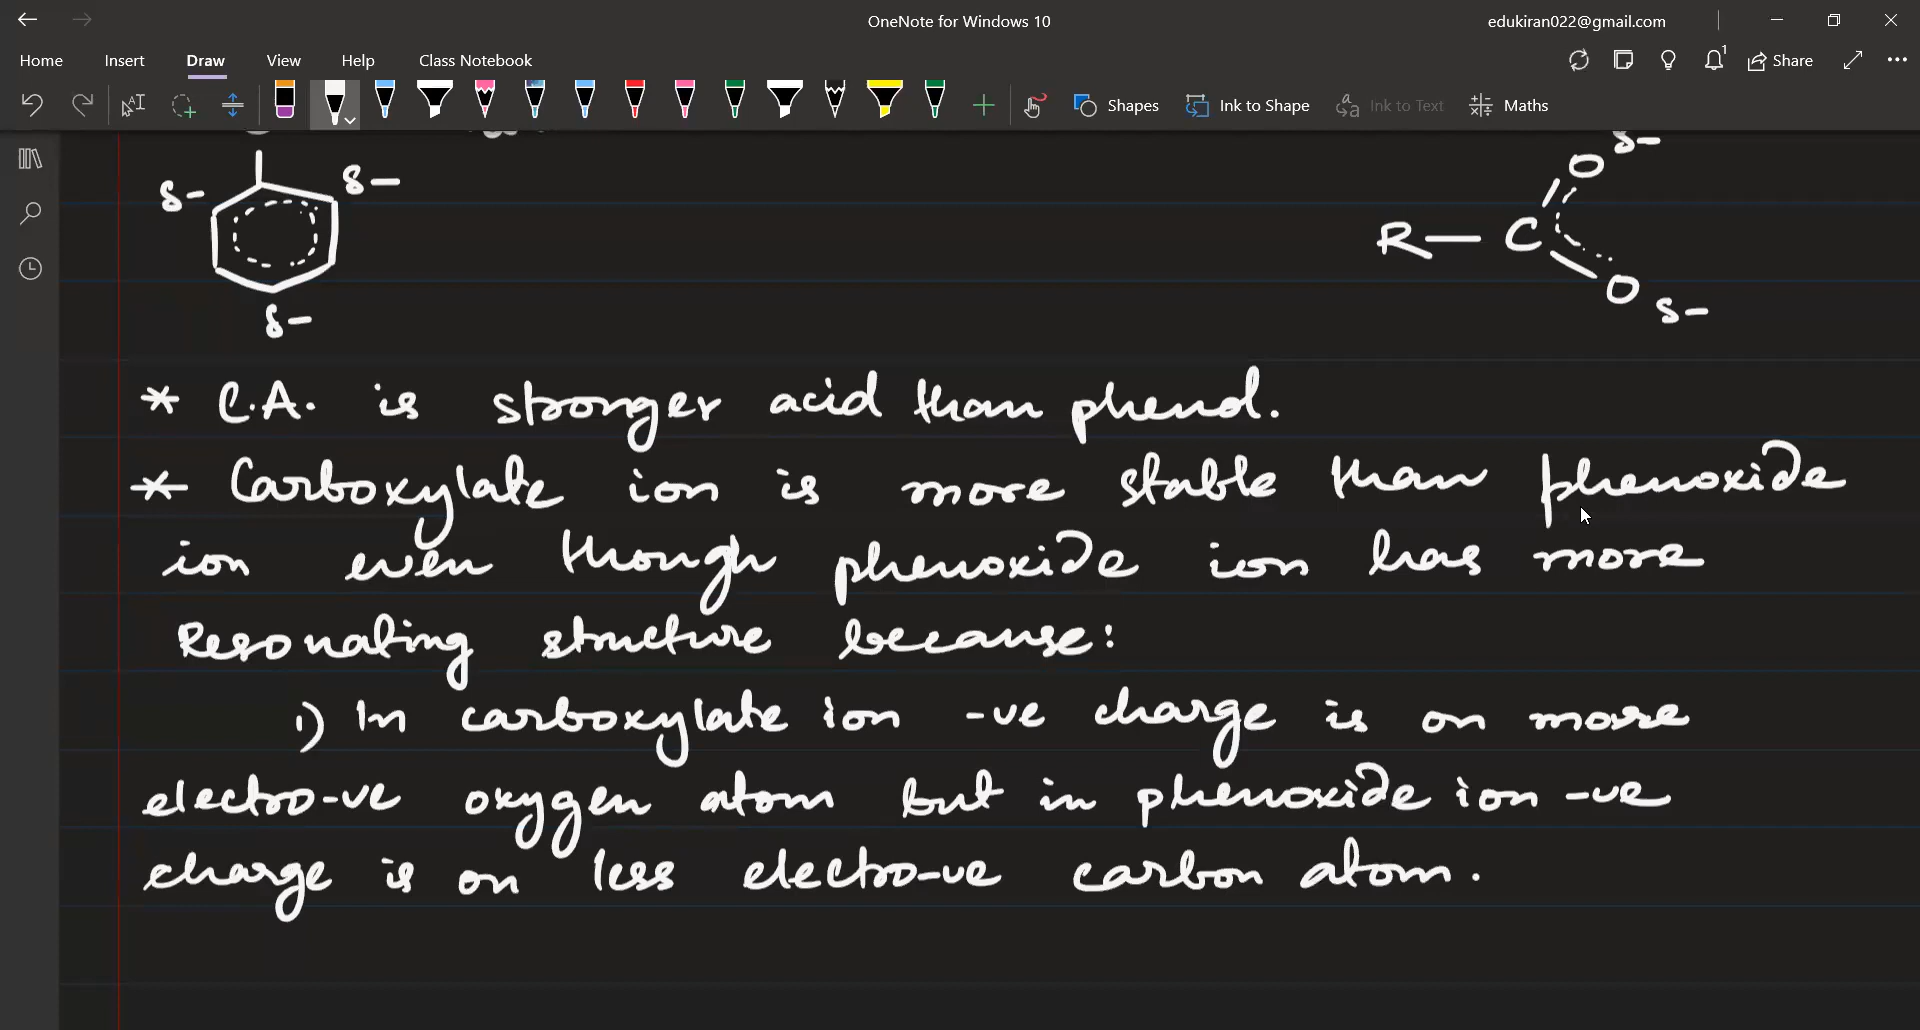 OneNote for Windows 10
edukiran022@gmail.com
Home Insert Draw View Help Class Notebook
1 Share
Shapes Ink to Shape Ink to Text Maths
δ- δ-
δ-
δ-
O
R — C
O δ-
* C.A. is stronger acid than phenol.
* Carboxylate ion is more stable than phenoxide
ion even though phenoxide ion has more
Resonating structure because:
1) In carboxylate ion -ve charge is on more
electro-ve oxygen atom but in phenoxide ion -ve
charge is on less electro-ve carbon atom.